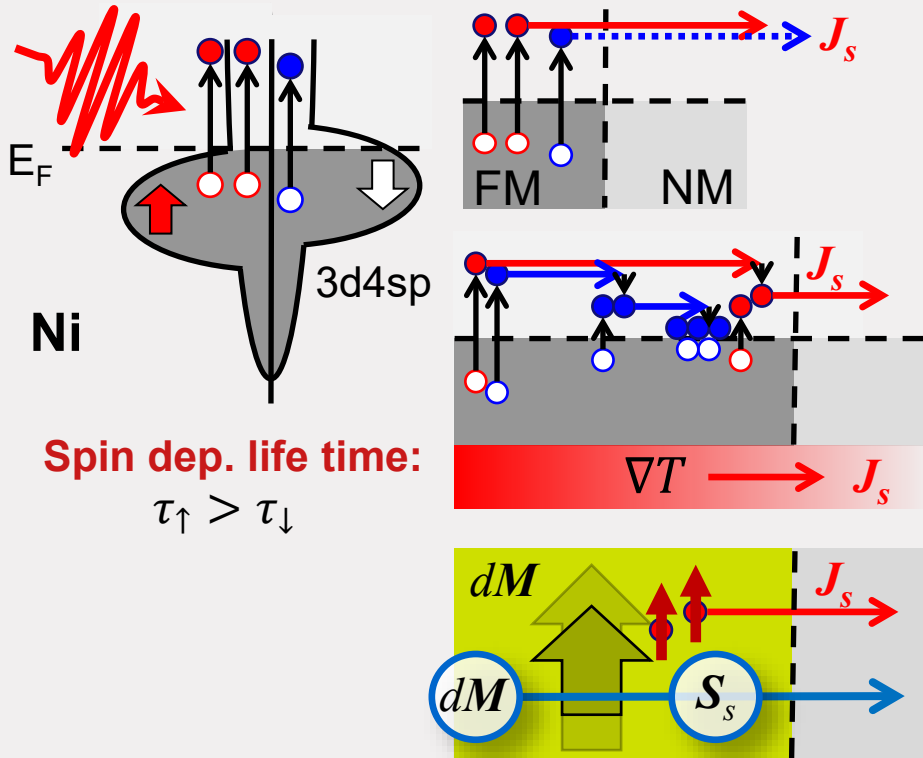 E_F
3d4sp
Ni
Spin dep. life time:
τ↑ > τ↓
J_s
FM
NM
J_s
∇T
J_s
dM
J_s
dM
S_s